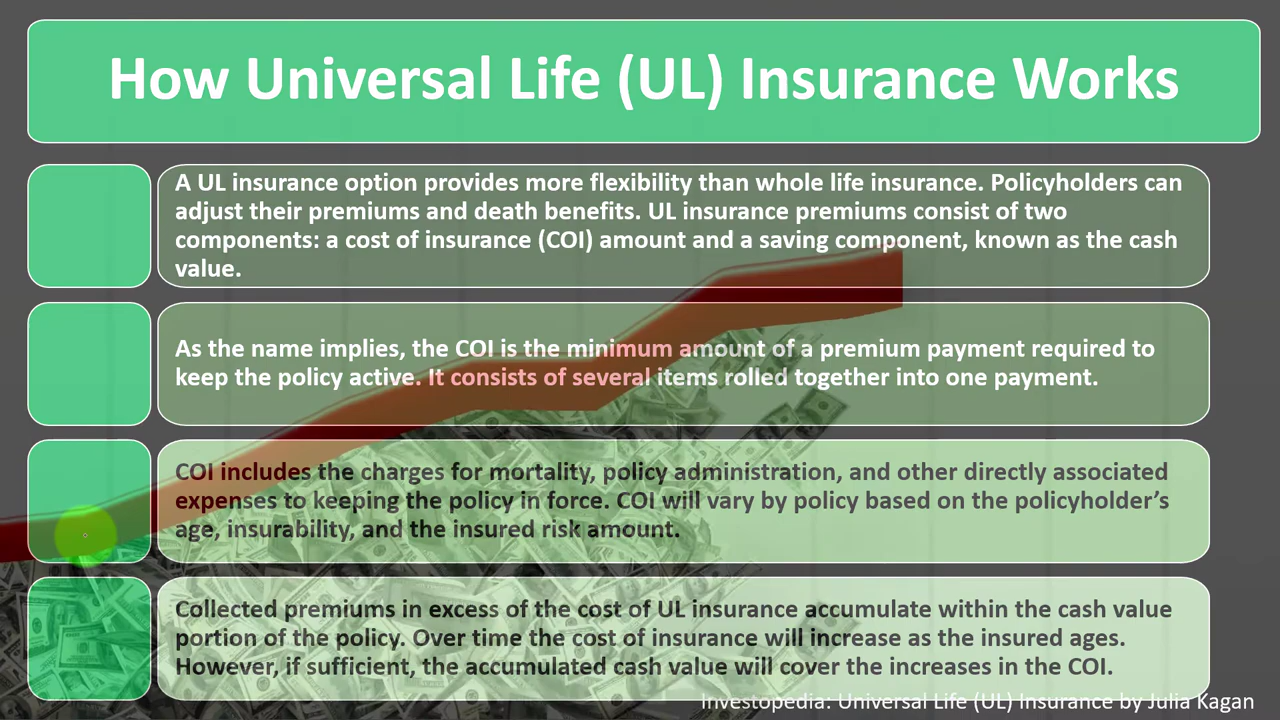 How Universal Life (UL) Insurance Works
A UL insurance option provides more flexibility than whole life insurance. Policyholders can
adjust their premiums and death benefits. UL insurance premiums consist of two
components: a cost of insurance (COI) amount and a saving component, known as the cash
value.
As the name implies, the COI is the minimum amount of a premium payment required to
keep the policy active. It consists of several items rolled together into one payment.
COI includes the charges for mortality, policy administration, and other directly associated
expenses to keeping the policy in force. COI will vary by policy based on the policyholder’s
age, insurability, and the insured risk amount.
Collected premiums in excess of the cost of UL insurance accumulate within the cash value
portion of the policy. Over time the cost of insurance will increase as the insured ages.
However, if sufficient, the accumulated cash value will cover the increases in the COI.
Investopedia: Universal Life (UL) Insurance by Julia Kagan